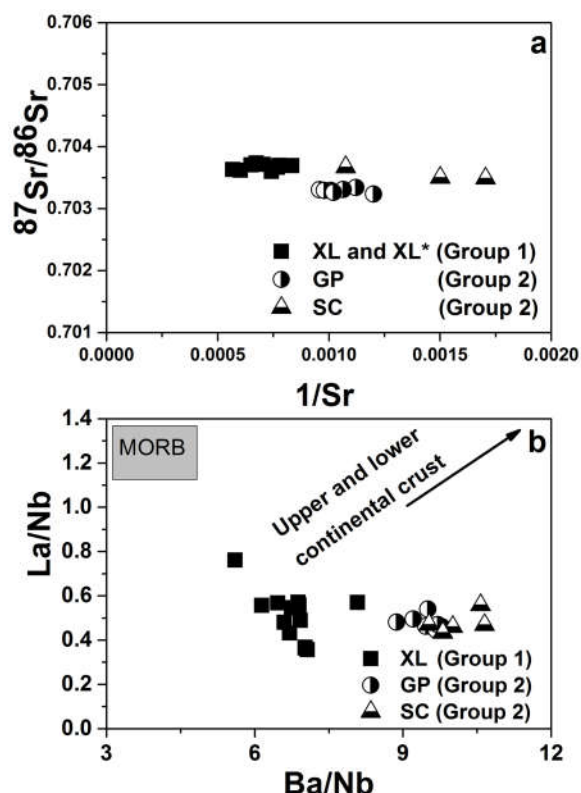 a
0.706
0.705
0.704
0.703
0.702
0.701
87Sr/86Sr
XL and XL* (Group 1)
GP (Group 2)
SC (Group 2)
0.0000 0.0005 0.0010 0.0015 0.0020
1/Sr
b
1.4
1.2
1.0
0.8
0.6
0.4
0.2
0.0
La/Nb
MORB
Upper and lower
continental crust
XL (Group 1)
GP (Group 2)
SC (Group 2)
3 6 9 12
Ba/Nb